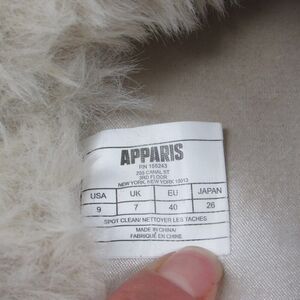 APPARIS
RN 155243
255 CANAL ST
3RD FLOOR
NEW YORK, NEW YORK 10013
USA UK EU JAPAN
9 7 40 26
SPOT CLEAN/ NETTOYER LES TACHES
MADE IN CHINA/
FABRIQUÉ EN CHINE